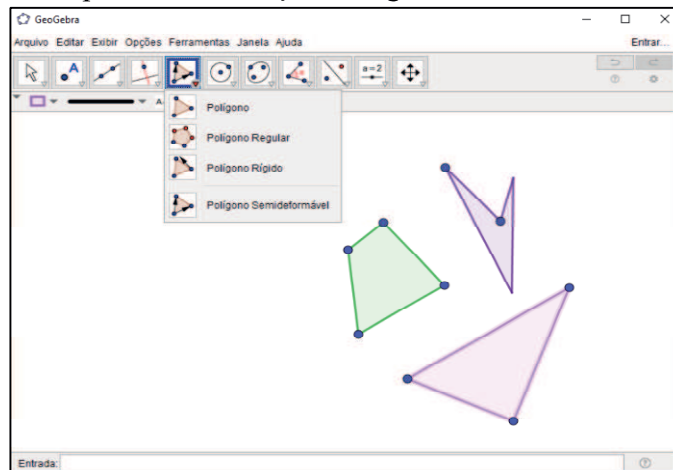 GeoGebra
Arquivo Editar Exibir Opções Ferramentas Janela Ajuda Entrar...
A a=2
Polígono
Polígono Regular
Polígono Rígido
Polígono Semideformável
Entrada: